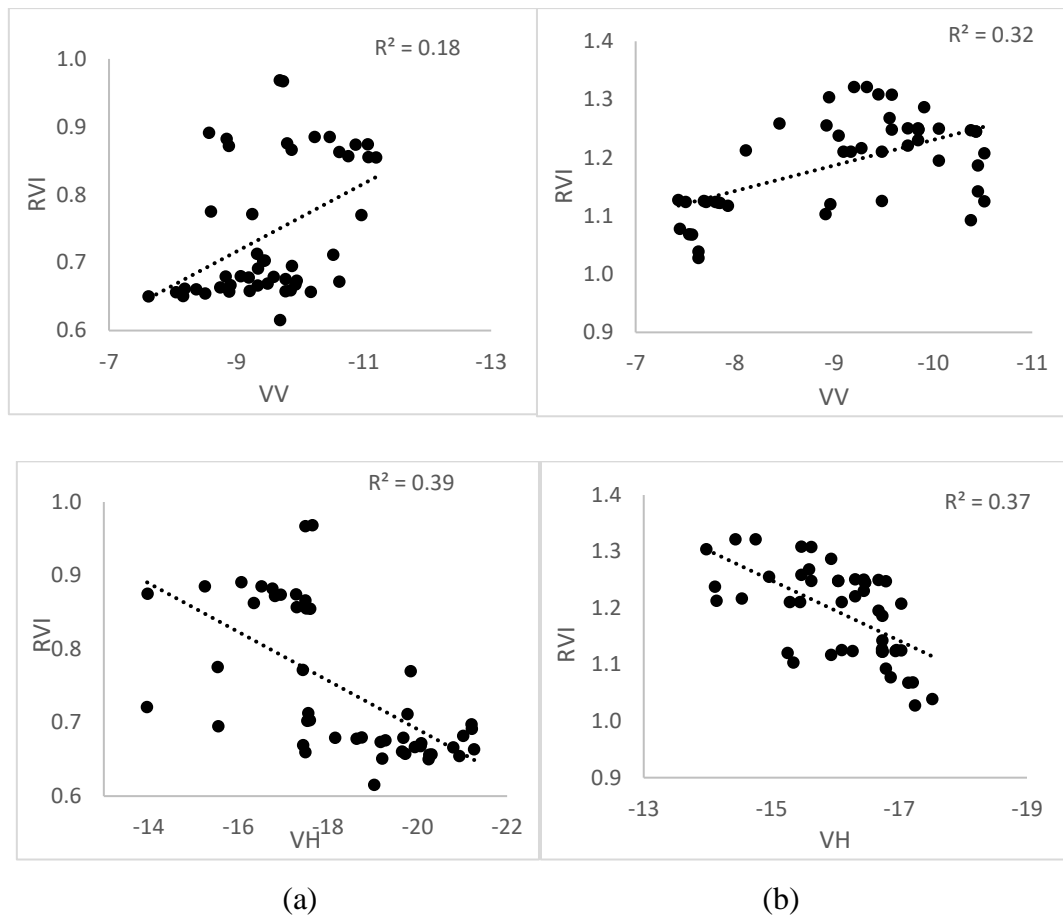 R² = 0.18
1.0
0.9
0.8
0.7
0.6
RVI
-7
-9
-11
-13
VV
R² = 0.32
1.4
1.3
1.2
1.1
1.0
0.9
RVI
-7
-8
-9
-10
-11
VV
R² = 0.39
1.0
0.9
0.8
0.7
0.6
RVI
-14
-16
-18
-20
-22
VH
R² = 0.37
1.4
1.3
1.2
1.1
1.0
0.9
RVI
-13
-15
-17
-19
VH
(a)
(b)